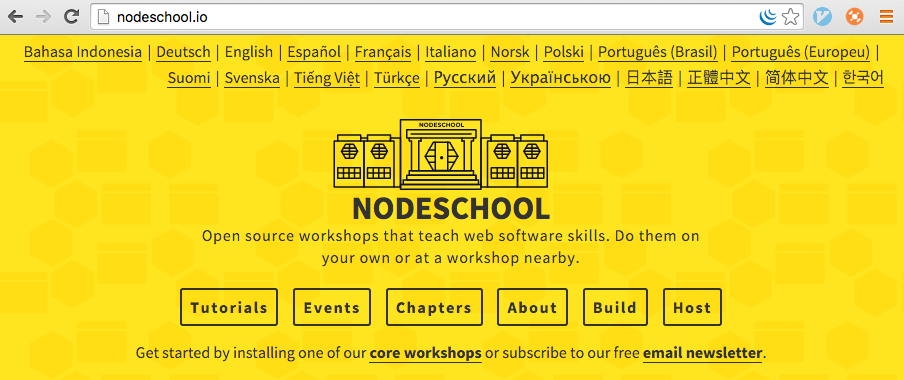 nodeschool.io
Bahasa Indonesia | Deutsch | English | Español | Français | Italiano | Norsk | Polski | Português (Brasil) | Português (Europeu) |
Suomi | Svenska | Tiếng Việt | Türkçe | Русский | Українською | 日本語 | 正體中文 | 简体中文 | 한국어
NODESCHOOL
NODESCHOOL
Open source workshops that teach web software skills. Do them on
your own or at a workshop nearby.
Tutorials Events Chapters About Build Host
Get started by installing one of our core workshops or subscribe to our free email newsletter.